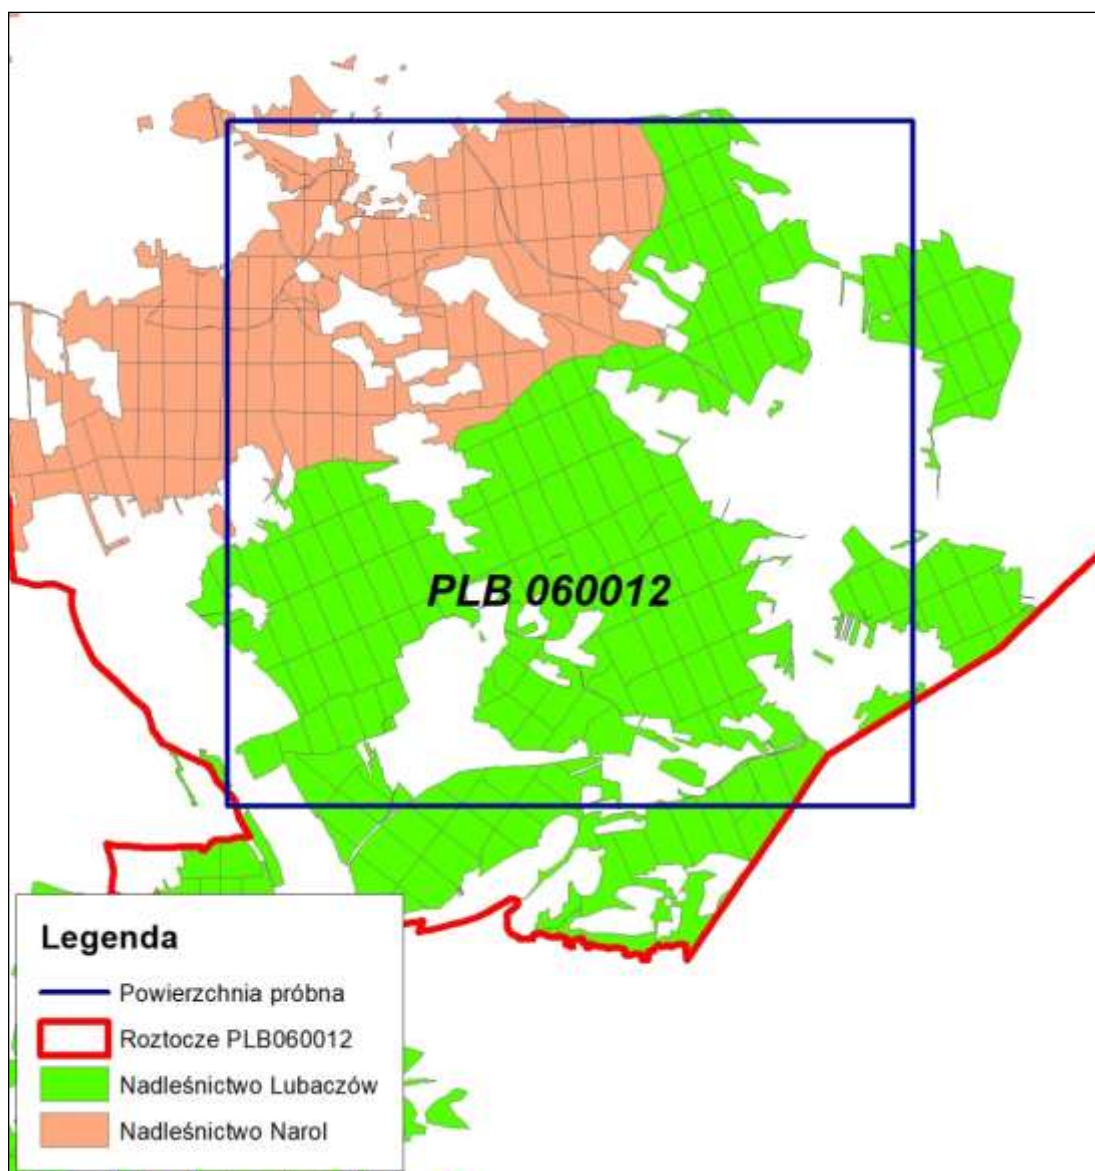 PLB 060012
Legenda
Powierzchnia próbna
Roztocze PLB060012
Nadleśnictwo Lubaczów
Nadleśnictwo Narol